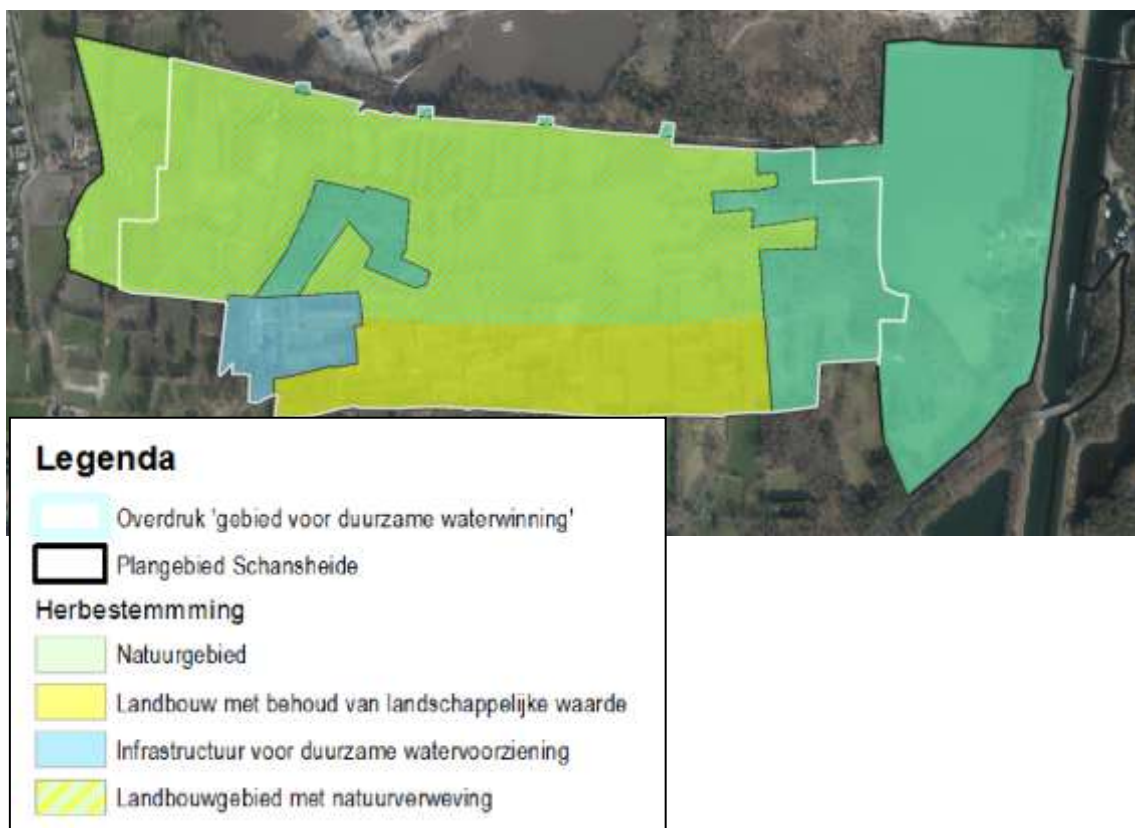 Legenda
Overdruk 'gebied voor duurzame waterwinning'
Plangebied Schansheide
Herbestemmming
Natuurgebied
Landbouw met behoud van landschappelijke waarde
Infrastructuur voor duurzame watervoorziening
Landbouwgebied met natuurverweving